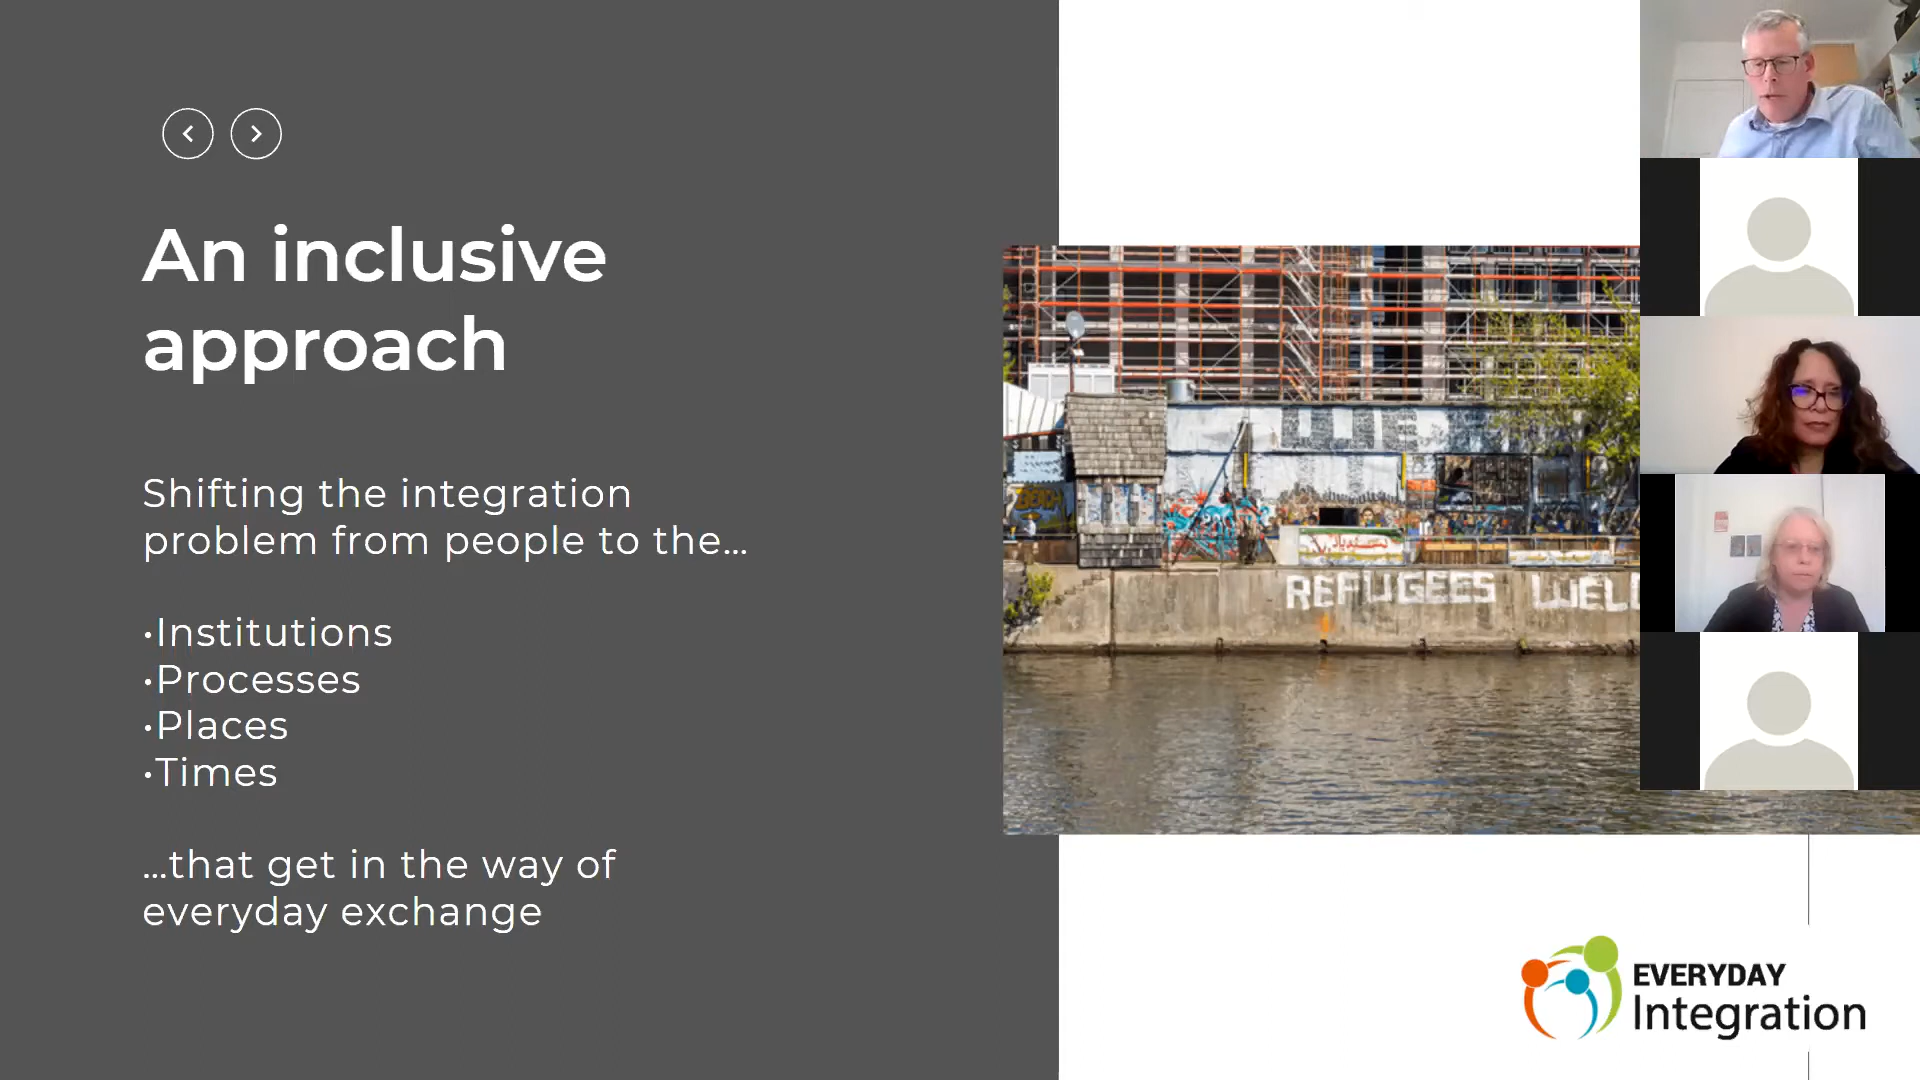 An inclusive
approach
Shifting the integration
problem from people to the...
•Institutions
•Processes
•Places
•Times
...that get in the way of
everyday exchange
REFUGEES WELC
EVERYDAY
Integration